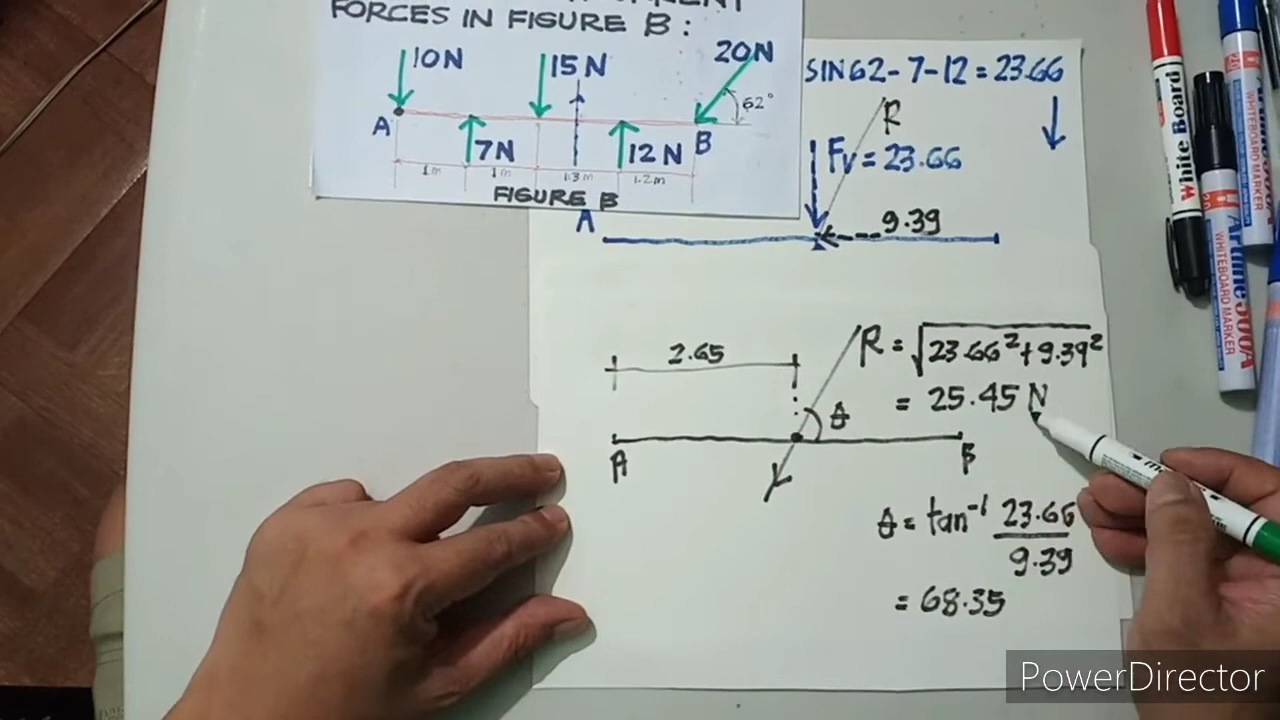 FORCES IN FIGURE B :
10N
15 N
20N
62°
A
7N
12 N
B
1m
1m
1.3m
1.2m
FIGURE B
SIN62 - 7 - 12 = 23.66
R
Fv = 23.66
9.39
A
2.65
R = √23.66² + 9.39²
θ
= 25.45 N
A
B
θ = tan⁻¹ 23.66
9.39
= 68.35
White Board
Artline 500A
WHITEBOARD MARKER
WHITEBOARD MARKER
PowerDirector